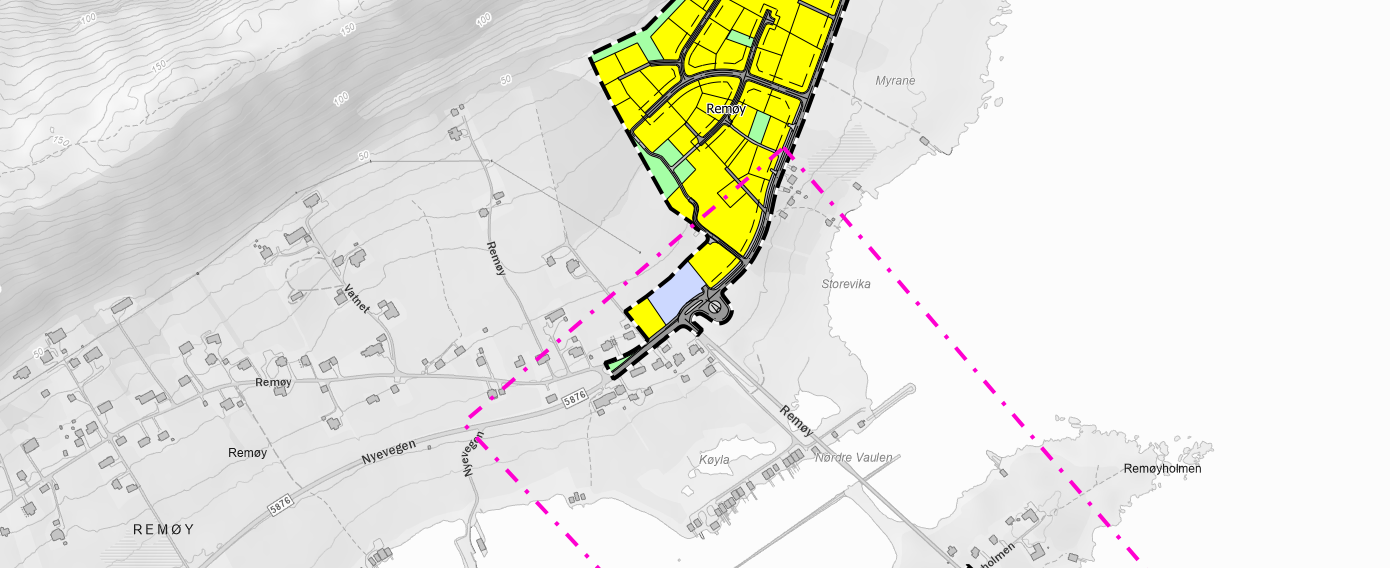 100
150
100
150
50
100
150
50
50
Myrane
Remøy
Remøy
Vatnet
Storevika
Remøy
5876
Remøy
Remøy
Nyevegen
Nyevegen
Køyla
Nørdre Vaulen
Remøyholmen
5876
REMØY
holmen